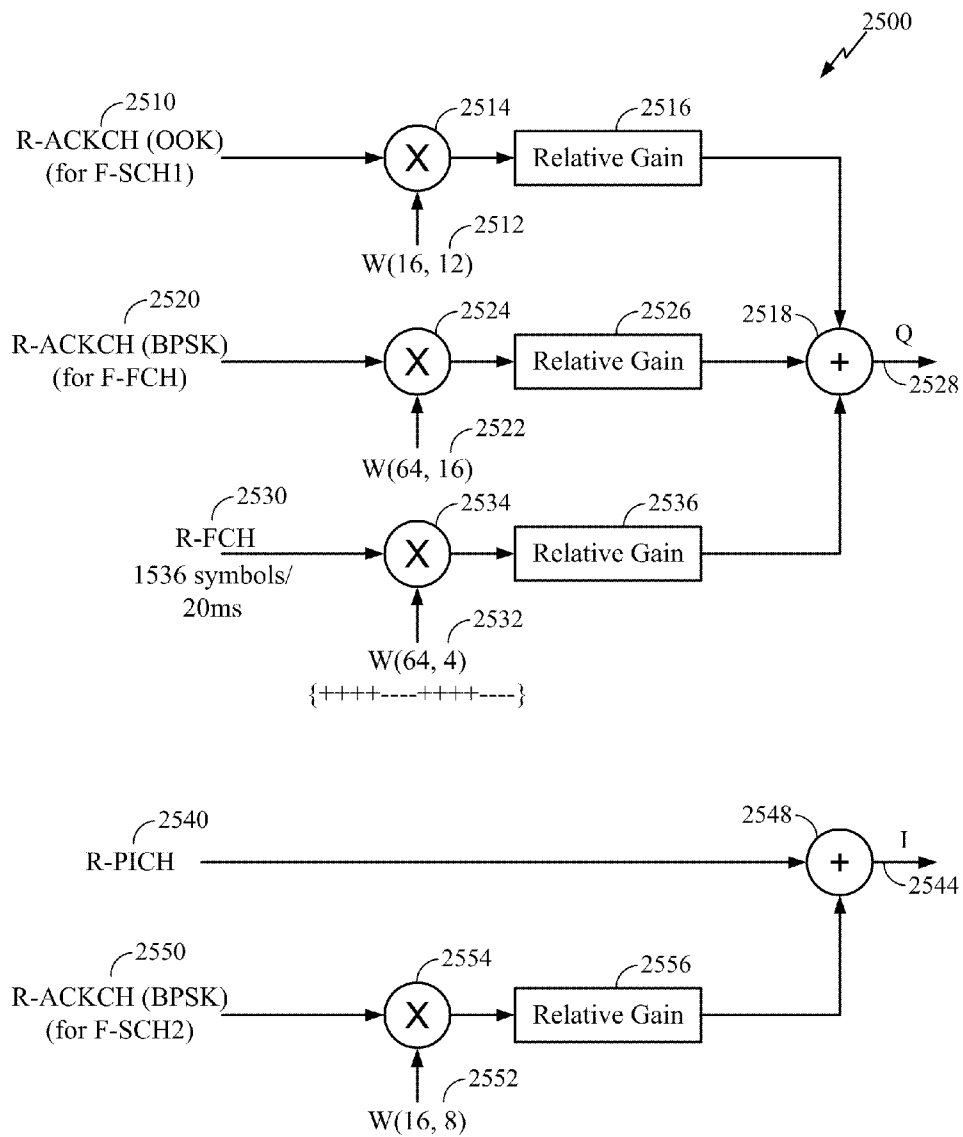 2500
2510
R-ACKCH (OOK)
(for F-SCH1)
2514
X
2516
Relative Gain
2512
W(16, 12)
2520
R-ACKCH (BPSK)
(for F-FCH)
2524
X
2526
Relative Gain
2518
+
Q
2528
2522
W(64, 16)
2530
R-FCH
1536 symbols/
20ms
2534
X
2536
Relative Gain
2532
W(64, 4)
{++++----++++----}
2540
R-PICH
2548
+
I
2544
2550
R-ACKCH (BPSK)
(for F-SCH2)
2554
X
2556
Relative Gain
2552
W(16, 8)